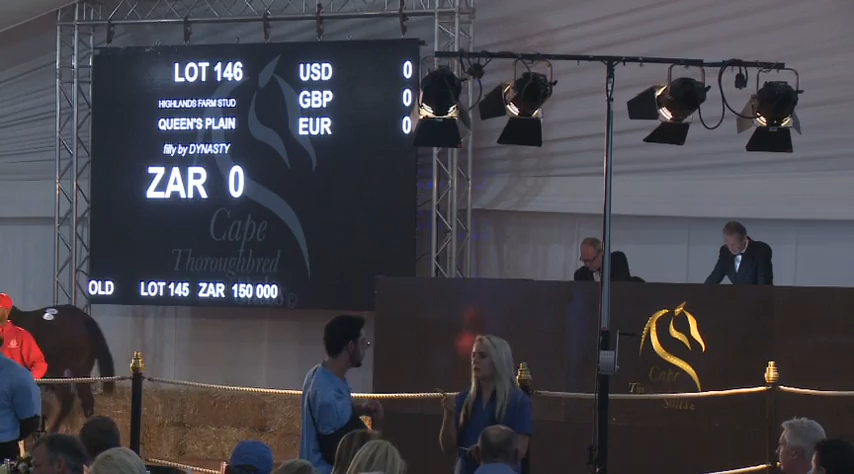 LOT 146 USD 0
HIGHLANDS FARM STUD GBP 0
QUEEN'S PLAIN EUR 0
filly by DYNASTY
ZAR 0
Cape
Thoroughbred
OLD LOT 145 ZAR 150 000
Cape